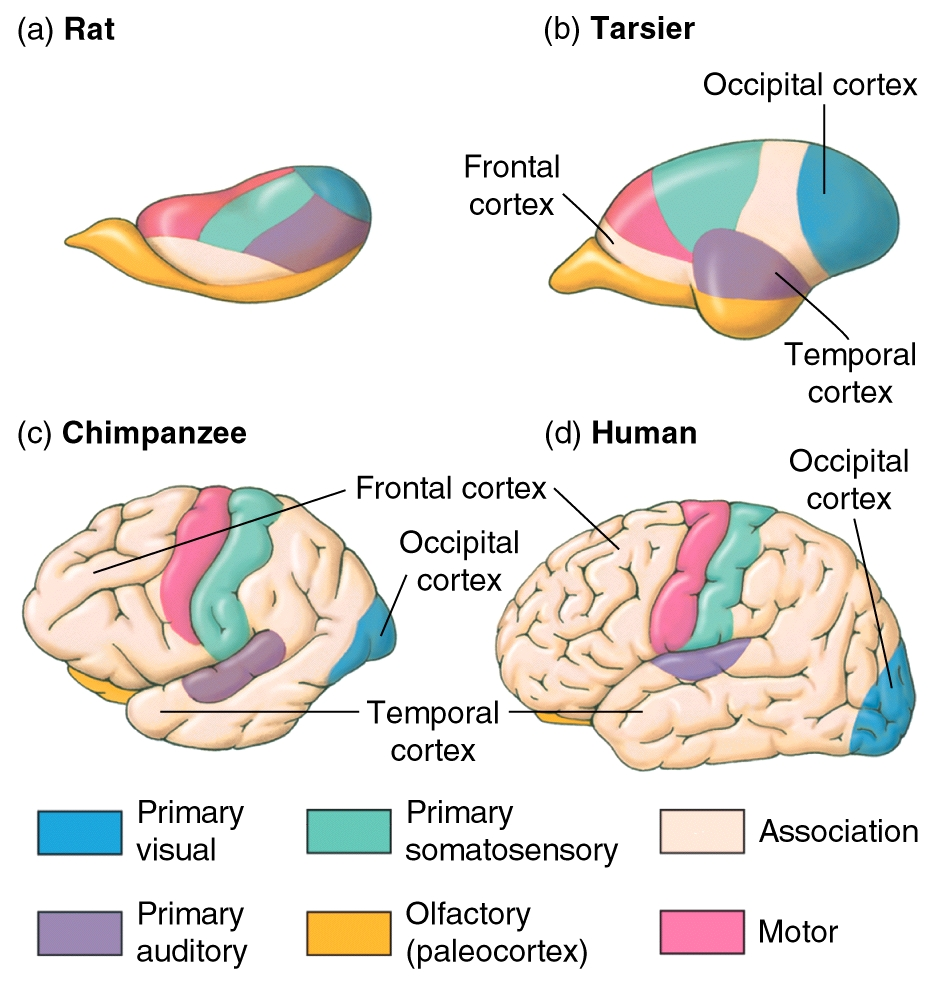 (a) Rat
(b) Tarsier
Occipital cortex
Frontal
cortex
Temporal
cortex
(c) Chimpanzee
(d) Human
Occipital
cortex
Frontal cortex
Occipital
cortex
Temporal
cortex
Primary
visual
Primary
somatosensory
Association
Primary
auditory
Olfactory
(paleocortex)
Motor